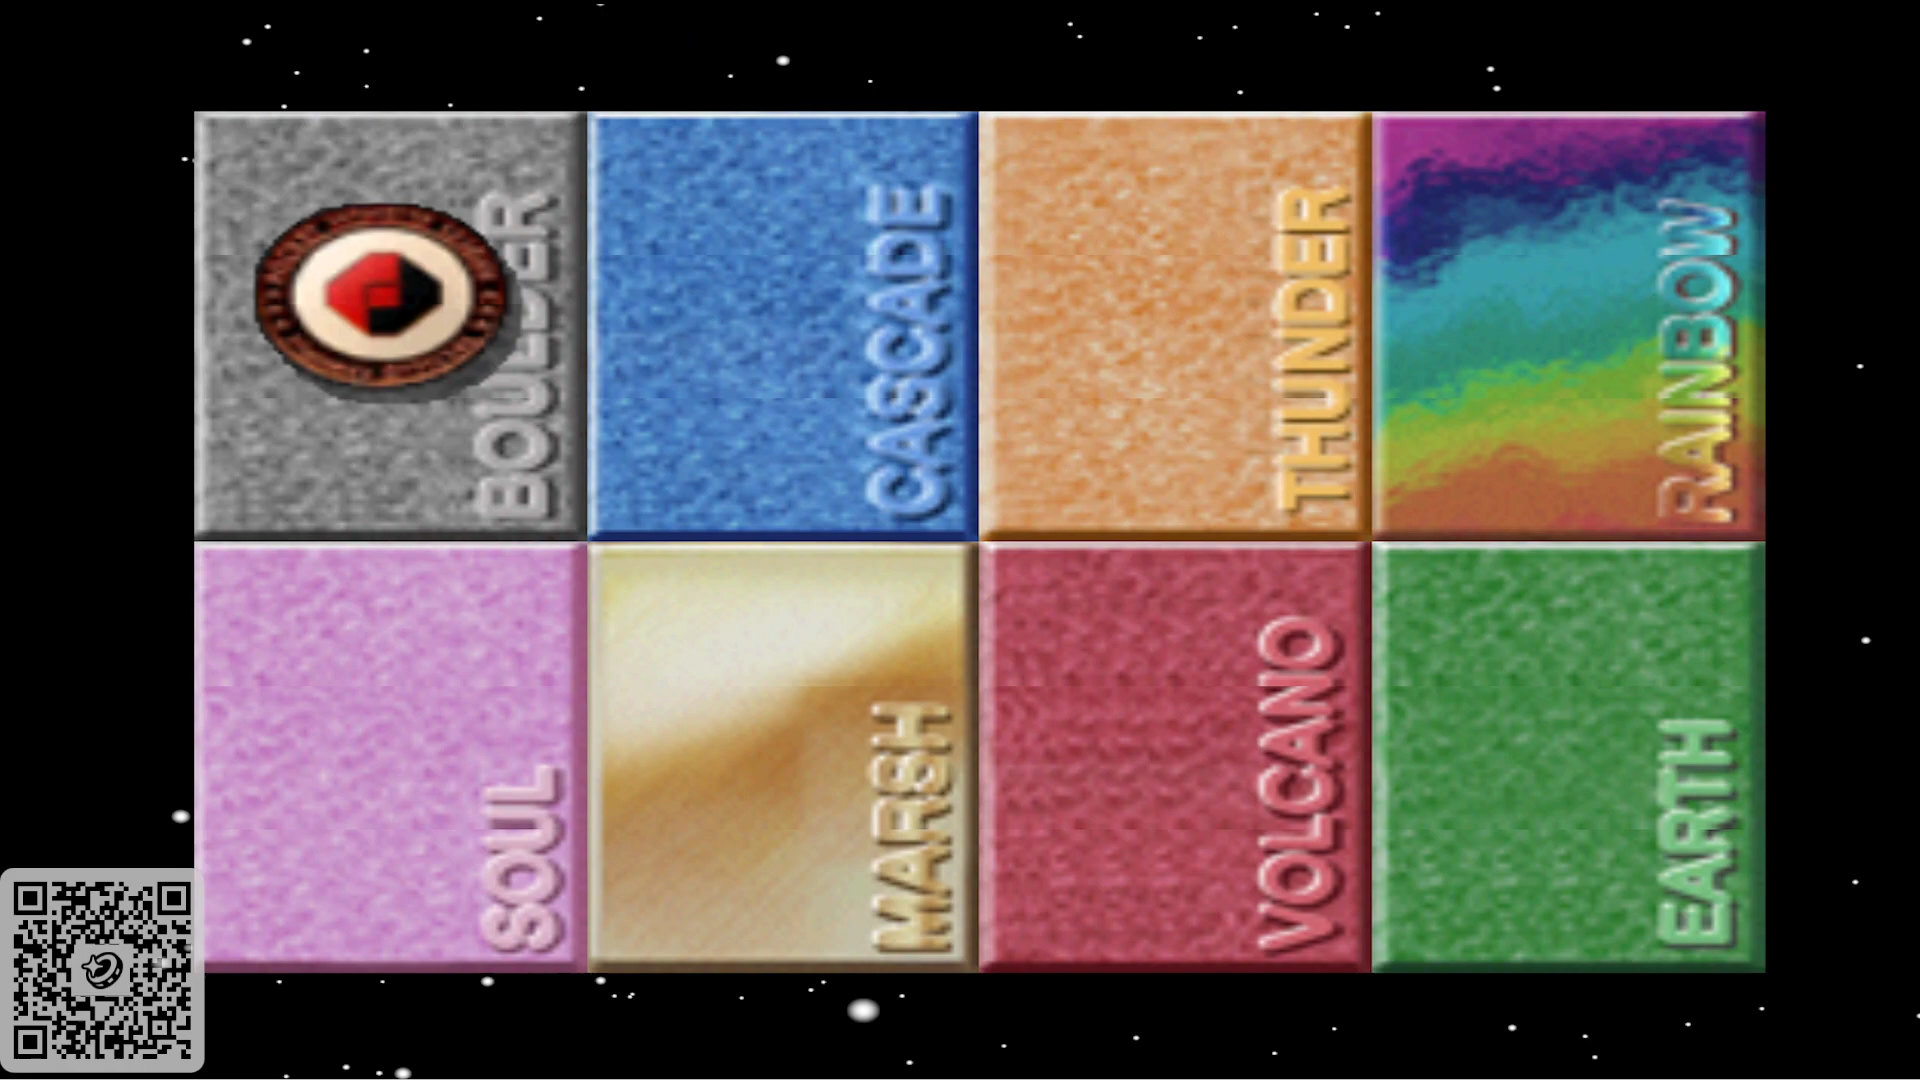 BOULDER
CASCADE
THUNDER
RAINBOW
SOUL
MARSH
VOLCANO
EARTH